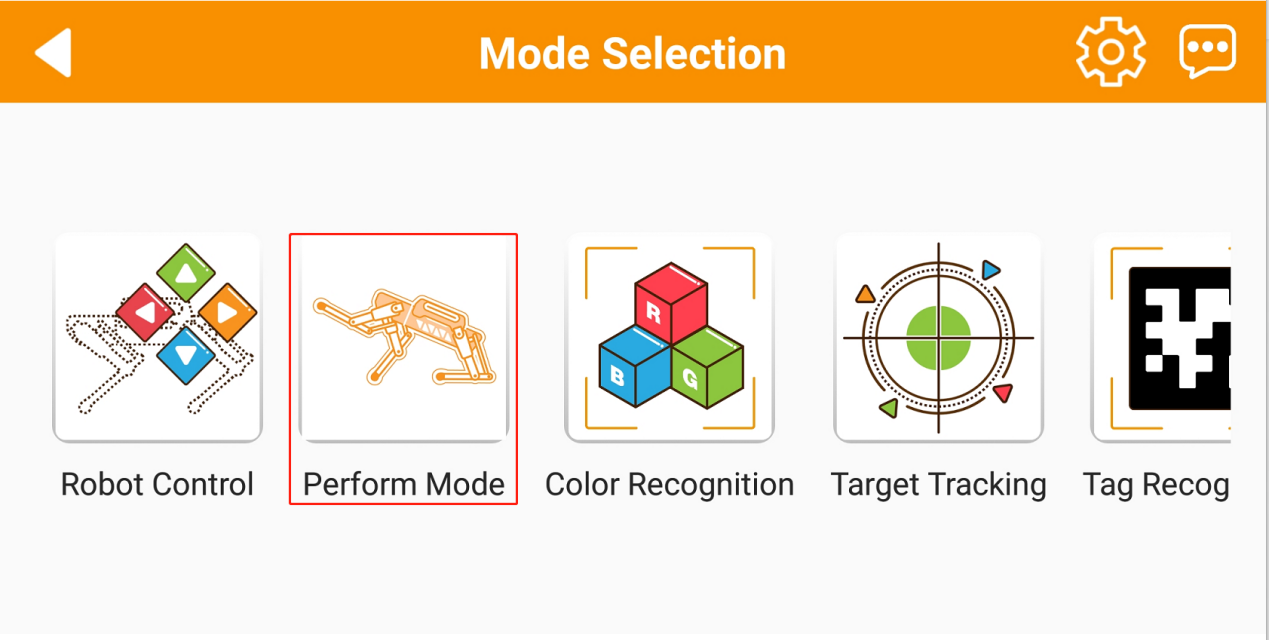 Mode Selection
R
B
G
Robot Control
Perform Mode
Color Recognition
Target Tracking
Tag Recog